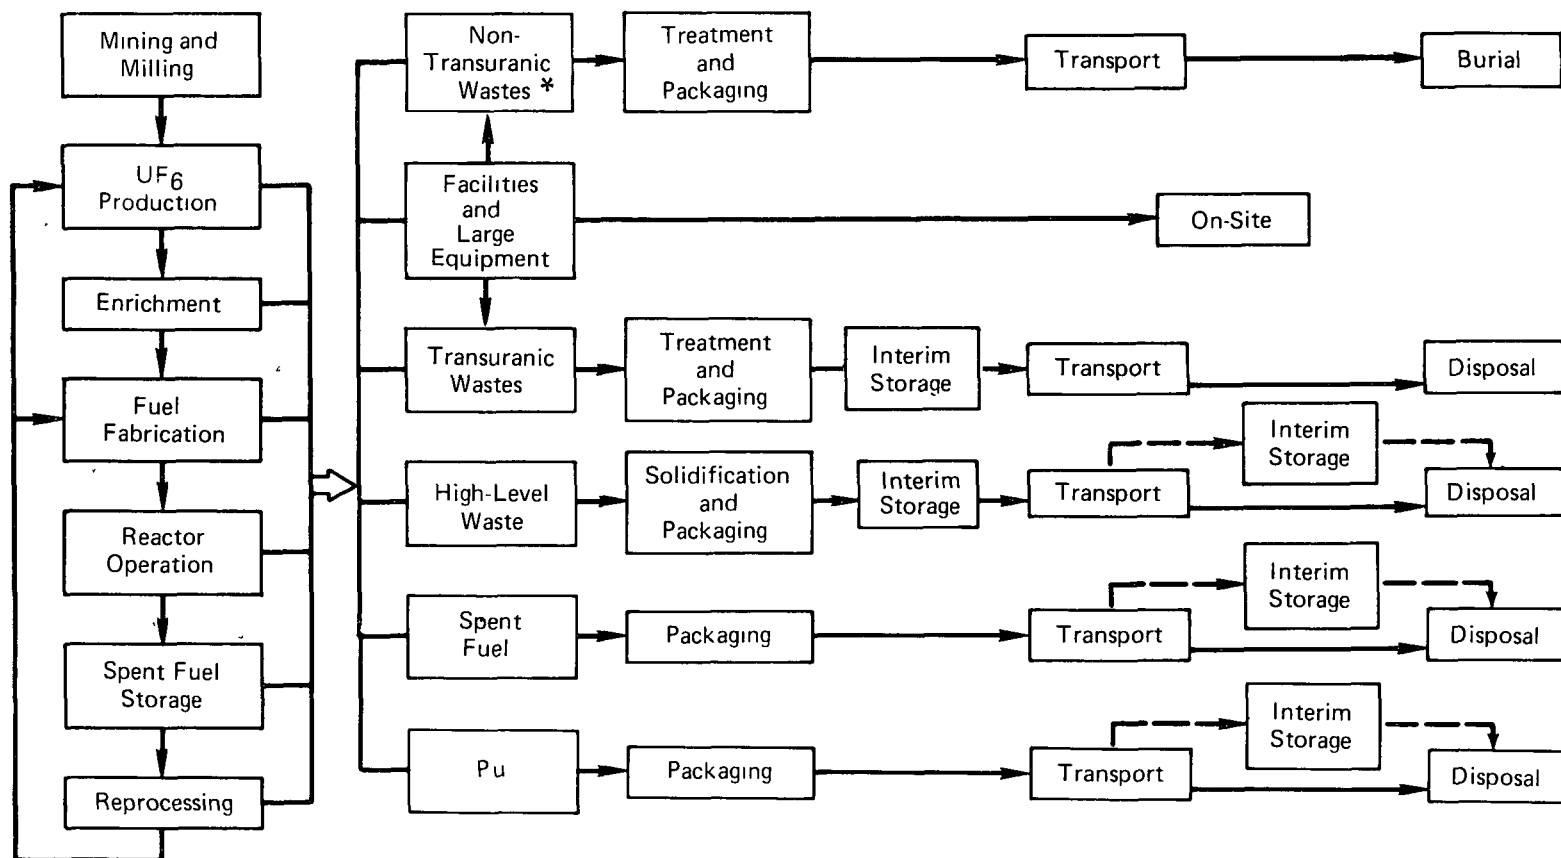 Mining and
Milling
UF6
Production
Enrichment
Fuel
Fabrication
Reactor
Operation
Spent Fuel
Storage
Reprocessing
Non-
Transuranic
Wastes *
Treatment
and
Packaging
Transport
Burial
Facilities
and
Large
Equipment
On-Site
Transuranic
Wastes
Treatment
and
Packaging
Interim
Storage
Transport
Disposal
High-Level
Waste
Solidification
and
Packaging
Interim
Storage
Transport
Interim
Storage
Disposal
Spent
Fuel
Packaging
Transport
Interim
Storage
Disposal
Pu
Packaging
Transport
Interim
Storage
Disposal